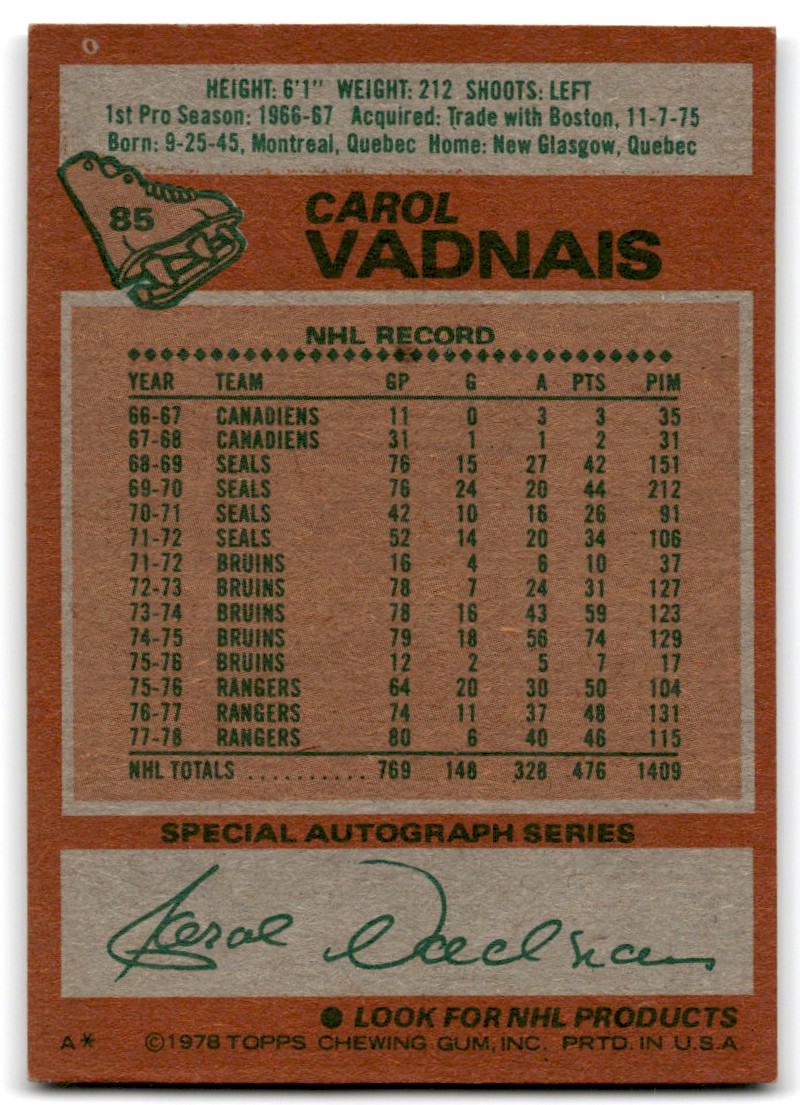 HEIGHT: 6'1" WEIGHT: 212 SHOOTS: LEFT
1st Pro Season: 1966-67 Acquired: Trade with Boston, 11-7-75
Born: 9-25-45, Montreal, Quebec Home: New Glasgow, Quebec
85
CAROL
VADNAIS
NHL RECORD
YEAR TEAM GP G A PTS PIM
66-67 CANADIENS 11 0 3 3 35
67-68 CANADIENS 31 1 1 2 31
68-69 SEALS 76 15 27 42 151
69-70 SEALS 76 24 20 44 212
70-71 SEALS 42 10 16 26 91
71-72 SEALS 52 14 20 34 106
71-72 BRUINS 16 4 6 10 37
72-73 BRUINS 78 7 24 31 127
73-74 BRUINS 78 16 43 59 123
74-75 BRUINS 79 18 56 74 129
75-76 BRUINS 12 2 5 7 17
75-76 RANGERS 64 20 30 50 104
76-77 RANGERS 74 11 37 48 131
77-78 RANGERS 80 6 40 46 115
NHL TOTALS .......... 769 148 328 476 1409
SPECIAL AUTOGRAPH SERIES
Carol Vadnais
● LOOK FOR NHL PRODUCTS
A* ©1978 TOPPS CHEWING GUM, INC. PRTD. IN U.S.A.